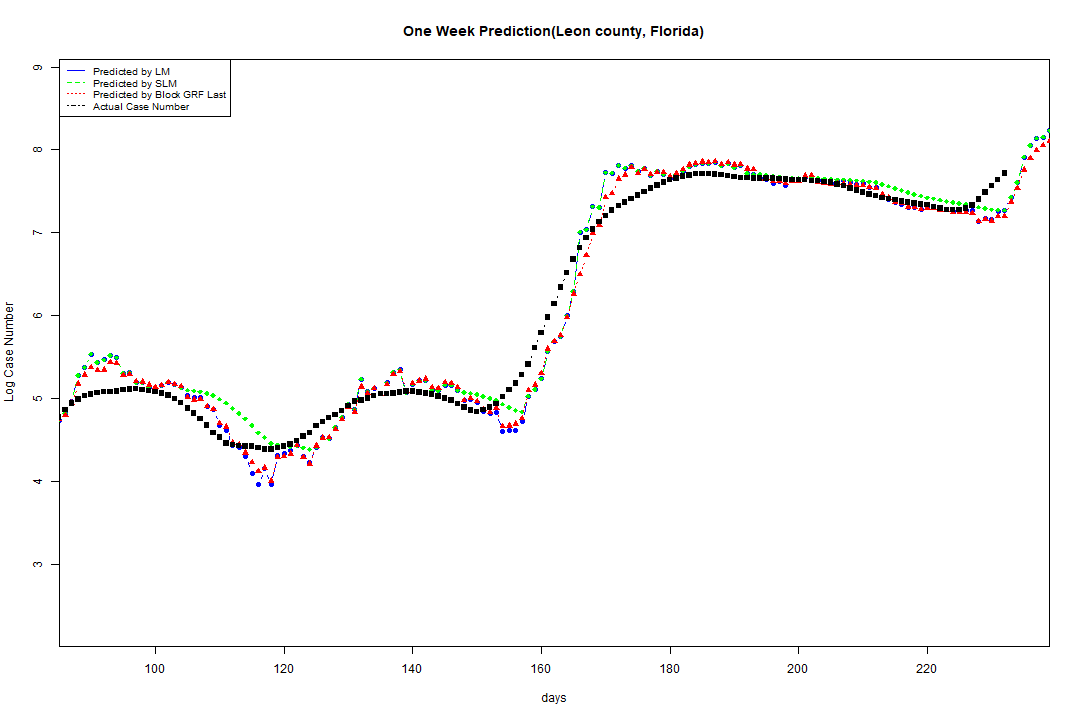 One Week Prediction(Leon county, Florida)
Predicted by LM
Predicted by SLM
Predicted by Block GRF Last
Actual Case Number
9
8
7
6
5
4
3
Log Case Number
100 120 140 160 180 200 220
days